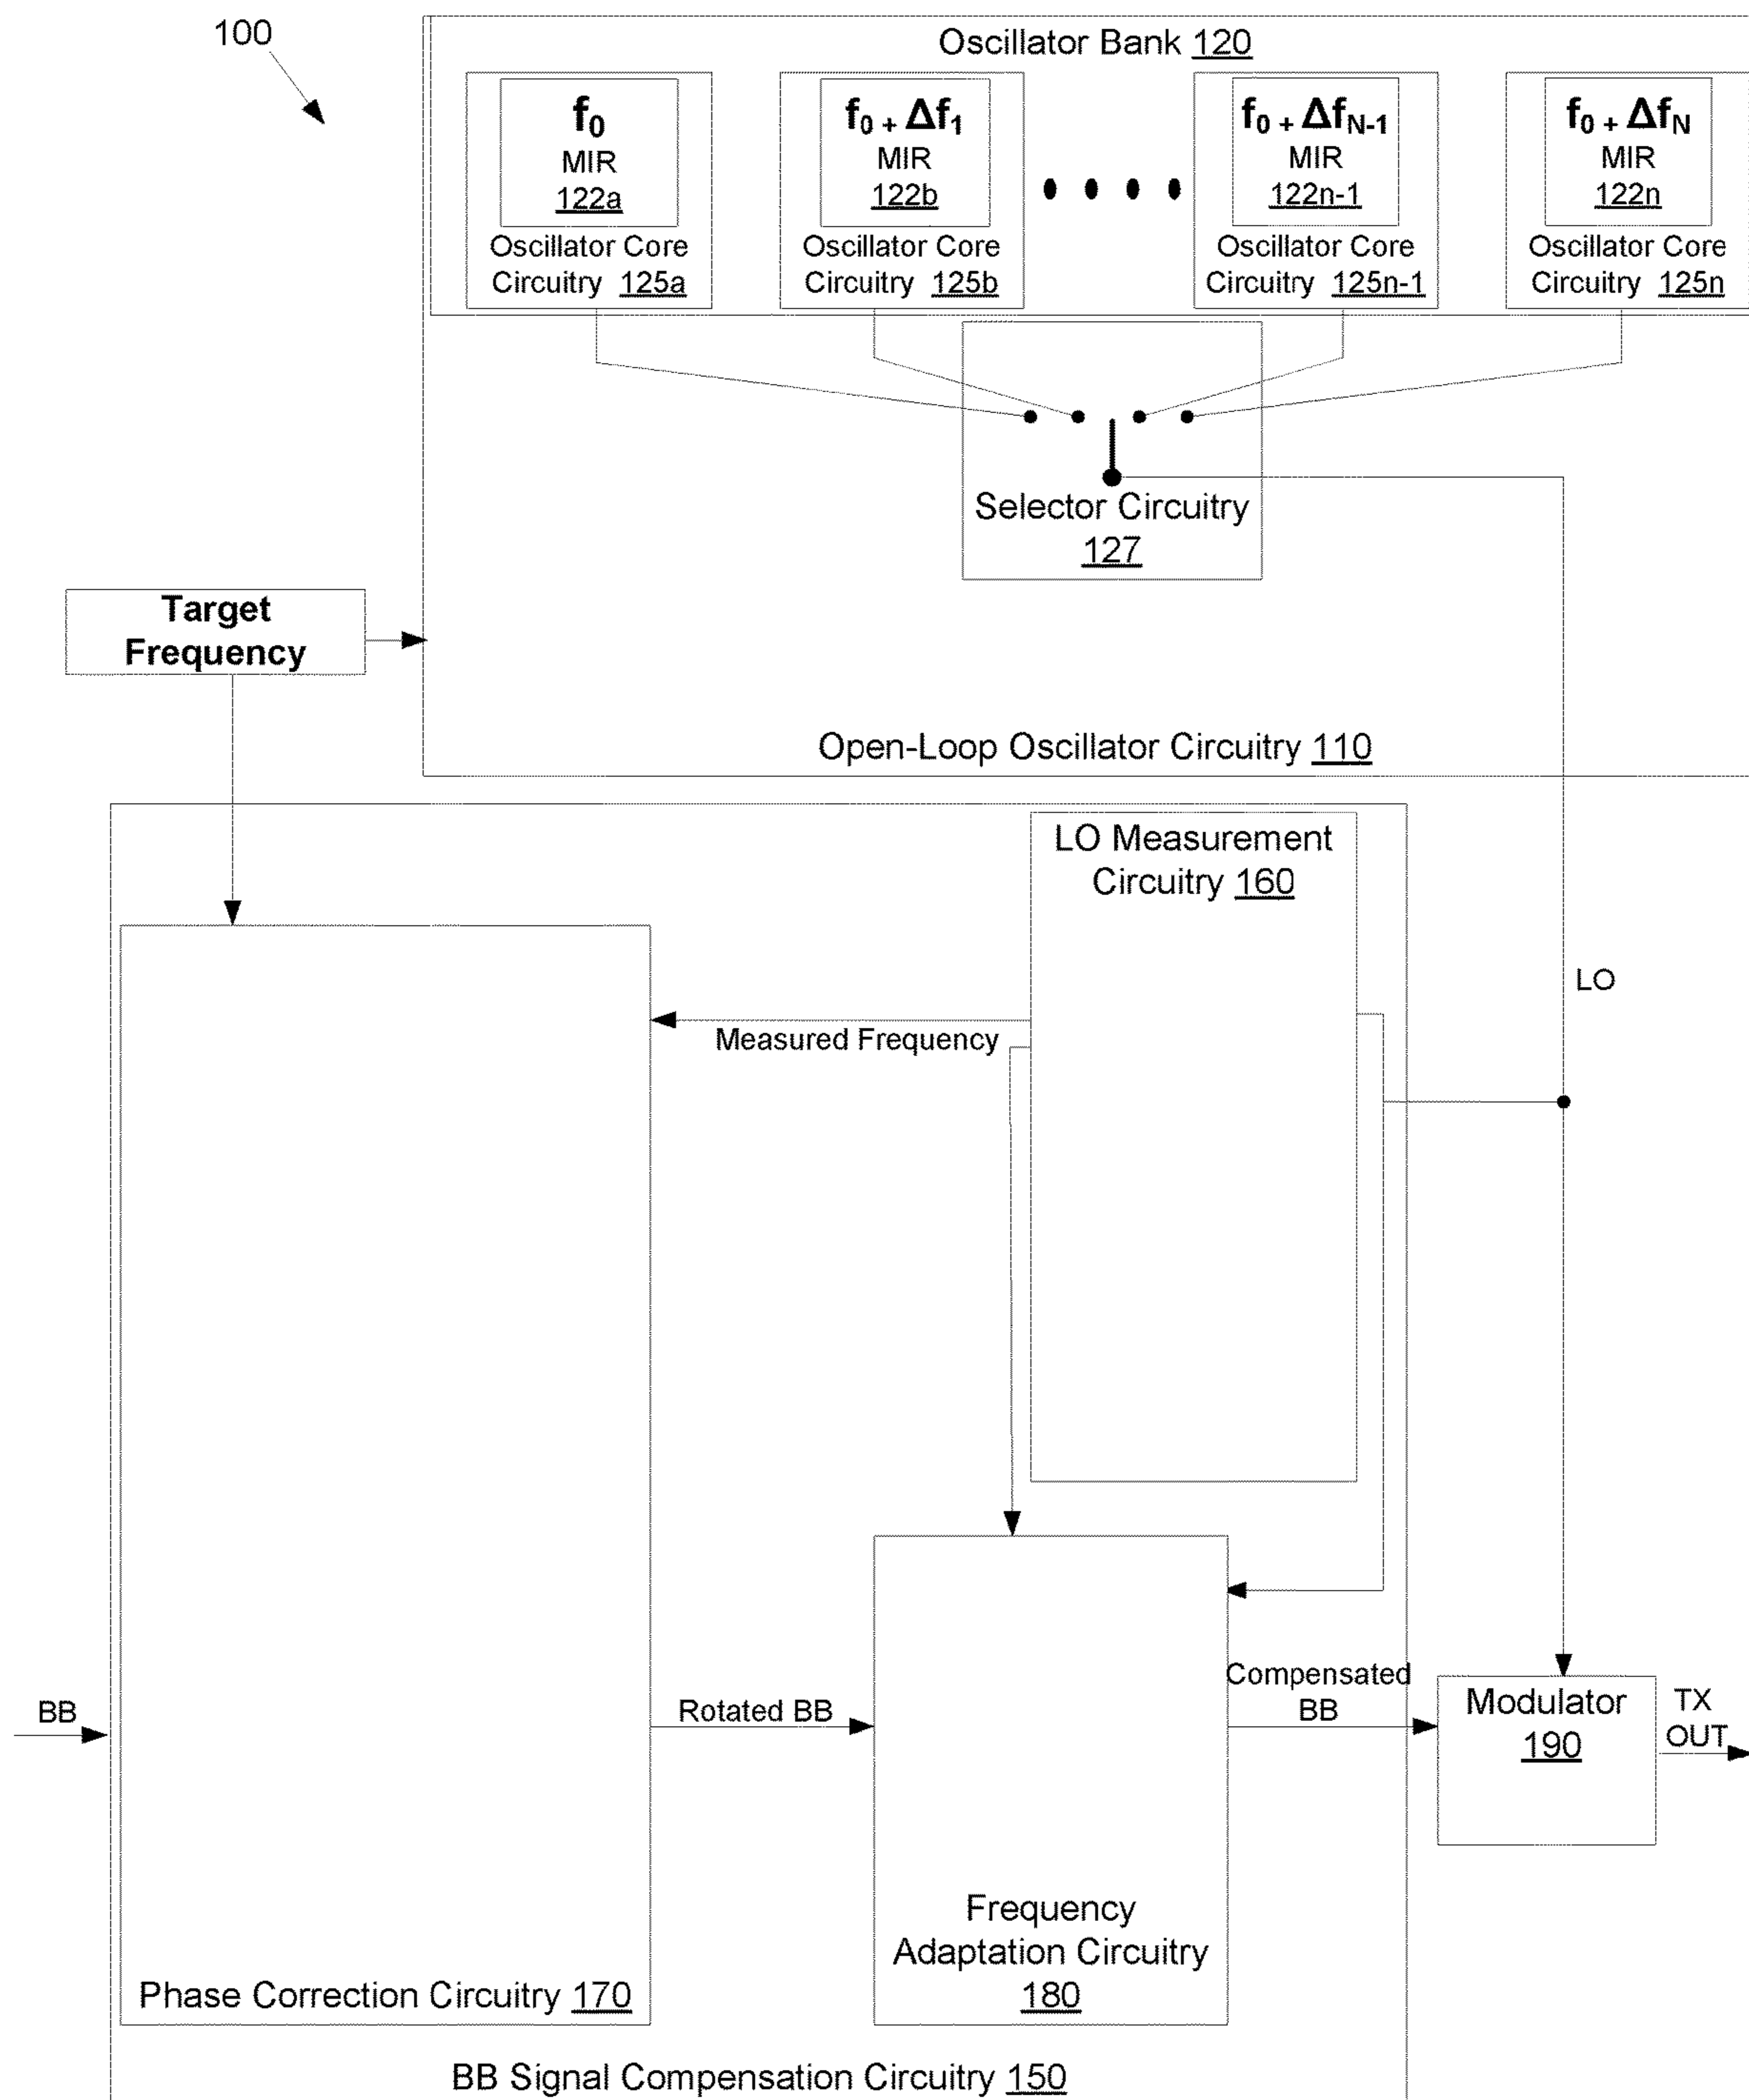 100
Oscillator Bank 120
f0
MIR
122a
Oscillator Core
Circuitry 125a
f0 + Δf1
MIR
122b
Oscillator Core
Circuitry 125b
f0 + ΔfN-1
MIR
122n-1
Oscillator Core
Circuitry 125n-1
f0 + ΔfN
MIR
122n
Oscillator Core
Circuitry 125n
Selector Circuitry
127
Target
Frequency
Open-Loop Oscillator Circuitry 110
LO Measurement
Circuitry 160
LO
Measured Frequency
BB
Rotated BB
Compensated
BB
Modulator
190
TX
OUT
Frequency
Adaptation Circuitry
180
Phase Correction Circuitry 170
BB Signal Compensation Circuitry 150